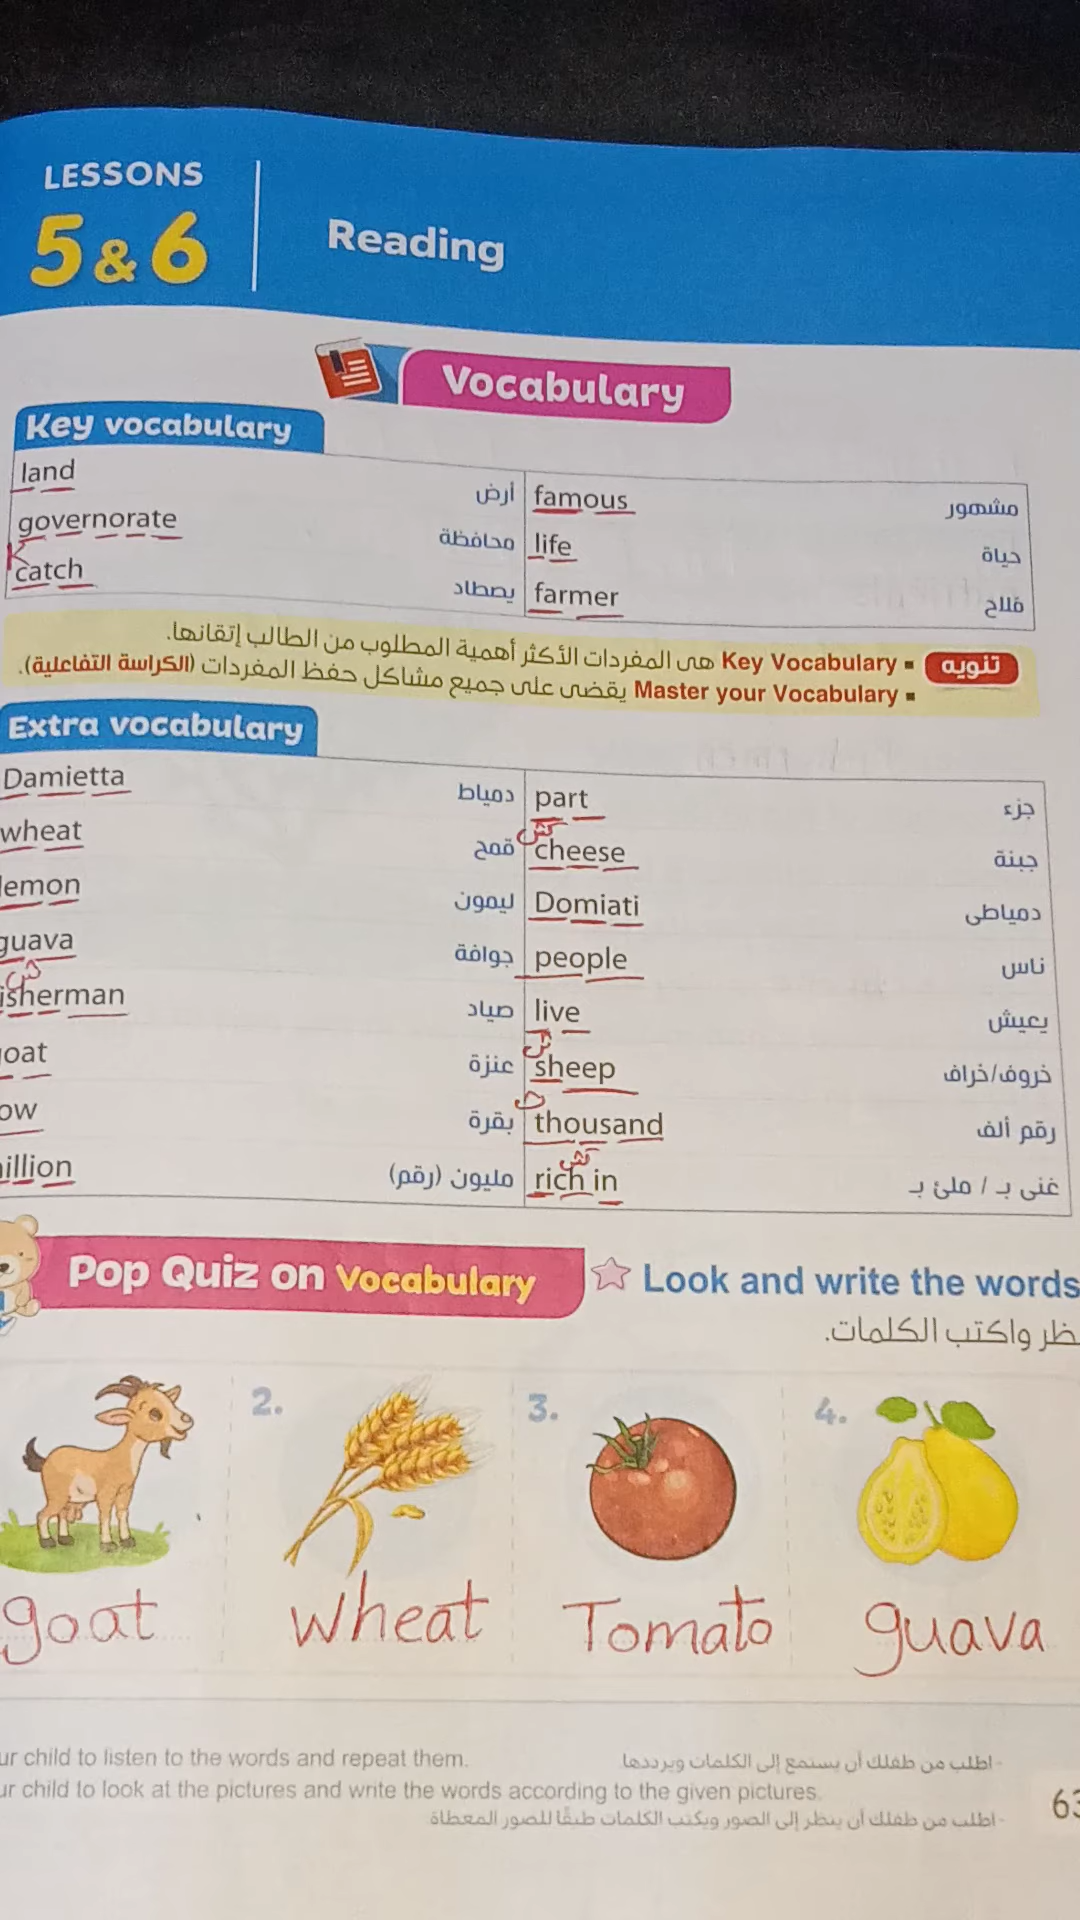 LESSONS
5 & 6
Reading
Vocabulary
Key vocabulary
land أرض famous مشهور
governorate محافظة life حياة
K
catch يصطاد farmer فلاح
تنويه ▪ Key Vocabulary هى المفردات الأكثر أهمية المطلوب من الطالب إتقانها.
▪ Master your Vocabulary يقضى على جميع مشاكل حفظ المفردات (الكراسة التفاعلية).
Extra vocabulary
Damietta دمياط part جزء
تش
wheat قمح cheese جبنة
lemon ليمون Domiati دمياطى
guava جوافة people ناس
ش
isherman صياد live يعيش
ش
oat عنزة sheep خروف/خراف
ث
ow بقرة thousand رقم ألف
تش
illion مليون (رقم) rich in غنى بـ / ملئ بـ
Pop Quiz on Vocabulary
Look and write the words
ظر واكتب الكلمات.
2. 3. 4.
goat wheat Tomato guava
ur child to listen to the words and repeat them.
- اطلب من طفلك أن يستمع إلى الكلمات ويرددها.
ur child to look at the pictures and write the words according to the given pictures.
- اطلب من طفلك أن ينظر إلى الصور ويكتب الكلمات طبقًا للصور المعطاة
63